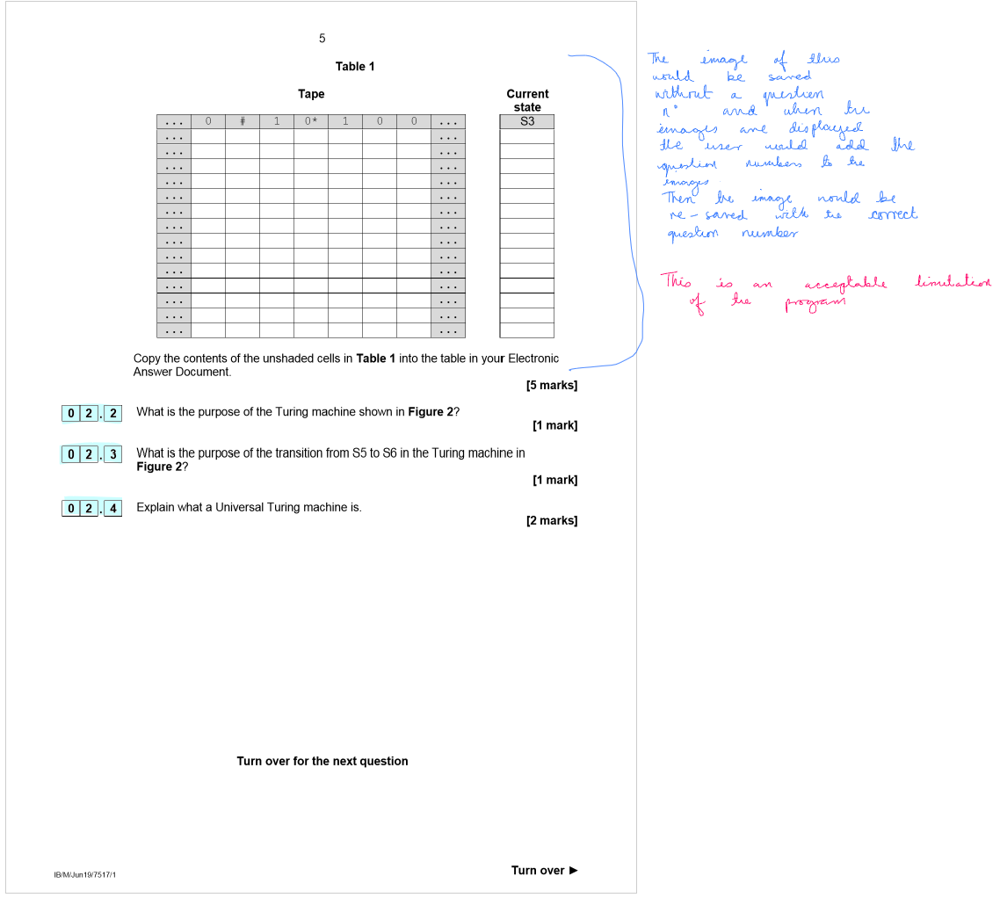 5
Table 1
Tape Current
state
... 0 # 1 0* 1 0 0 ... S3
... ...
... ...
... ...
... ...
... ...
... ...
... ...
... ...
... ...
... ...
... ...
... ...
... ...
... ...
Copy the contents of the unshaded cells in Table 1 into the table in your Electronic
Answer Document.
[5 marks]
0 2 . 2 What is the purpose of the Turing machine shown in Figure 2?
[1 mark]
0 2 . 3 What is the purpose of the transition from S5 to S6 in the Turing machine in
Figure 2?
[1 mark]
0 2 . 4 Explain what a Universal Turing machine is.
[2 marks]
Turn over for the next question
IB/M/Jun19/7517/1
Turn over ►
The image of this
would be saved
without a question
n° and when the
images are displayed
the user would add the
question numbers to the
images
Then the image would be
re-saved with the correct
question number
This is an acceptable limitation
of the program